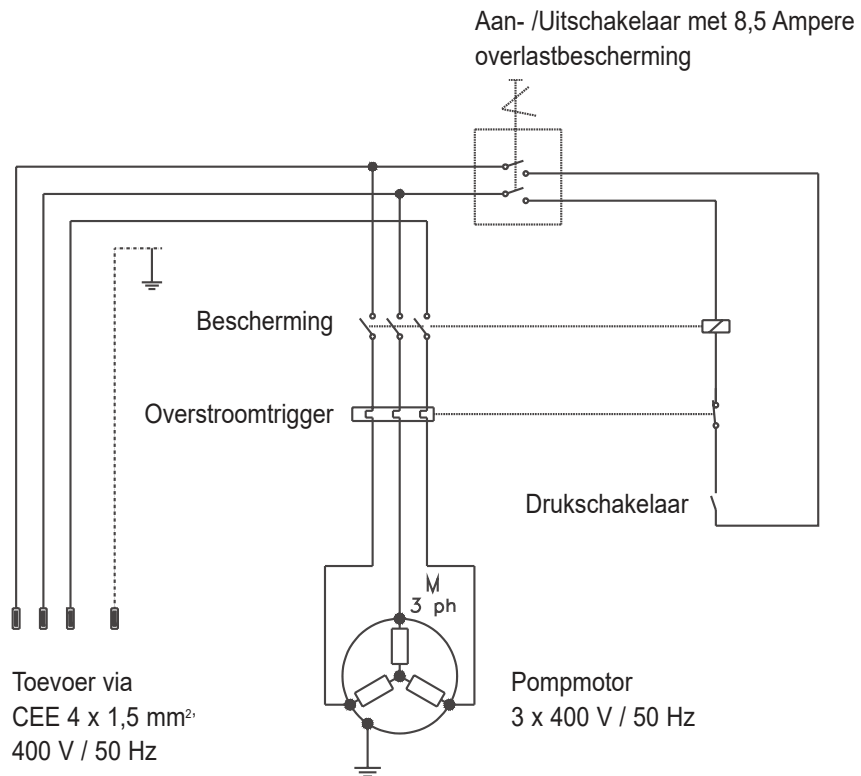 Aan- /Uitschakelaar met 8,5 Ampere
overlastbescherming
Bescherming
Overstroomtrigger
Drukschakelaar
M
3 ph
Toevoer via
CEE 4 x 1,5 mm²,
400 V / 50 Hz
Pompmotor
3 x 400 V / 50 Hz